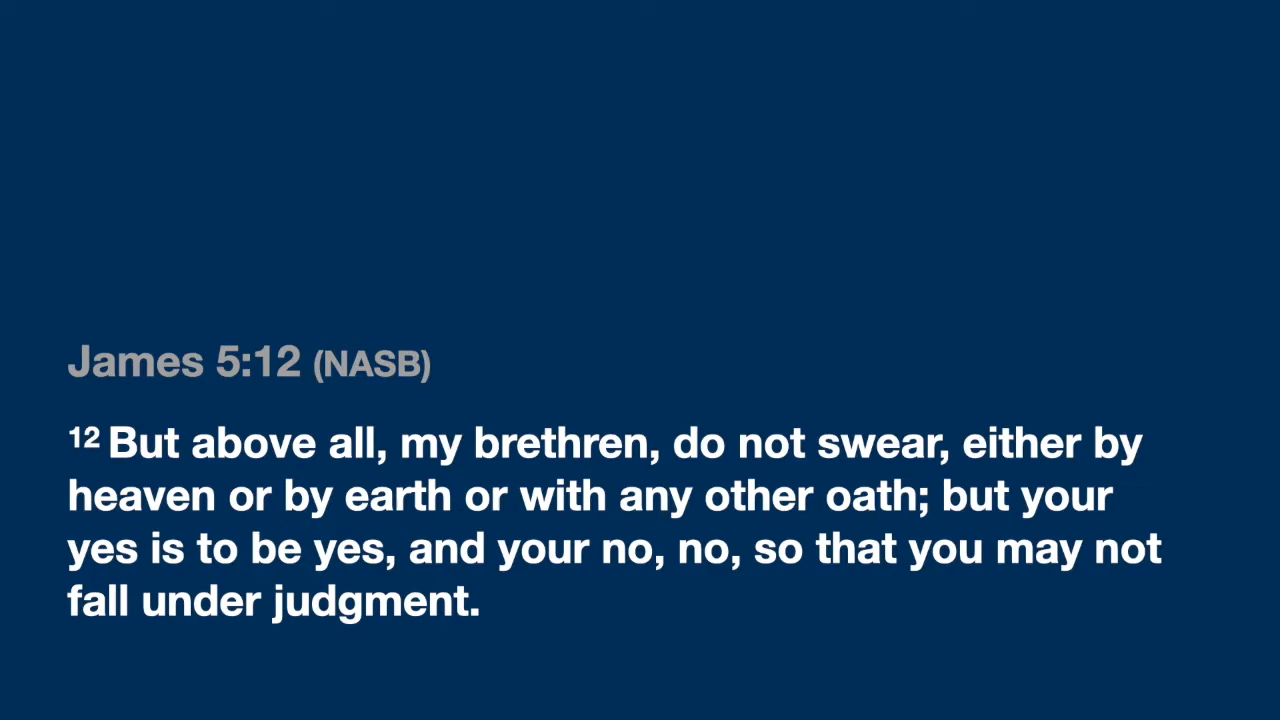 James 5:12 (NASB)
12 But above all, my brethren, do not swear, either by
heaven or by earth or with any other oath; but your
yes is to be yes, and your no, no, so that you may not
fall under judgment.